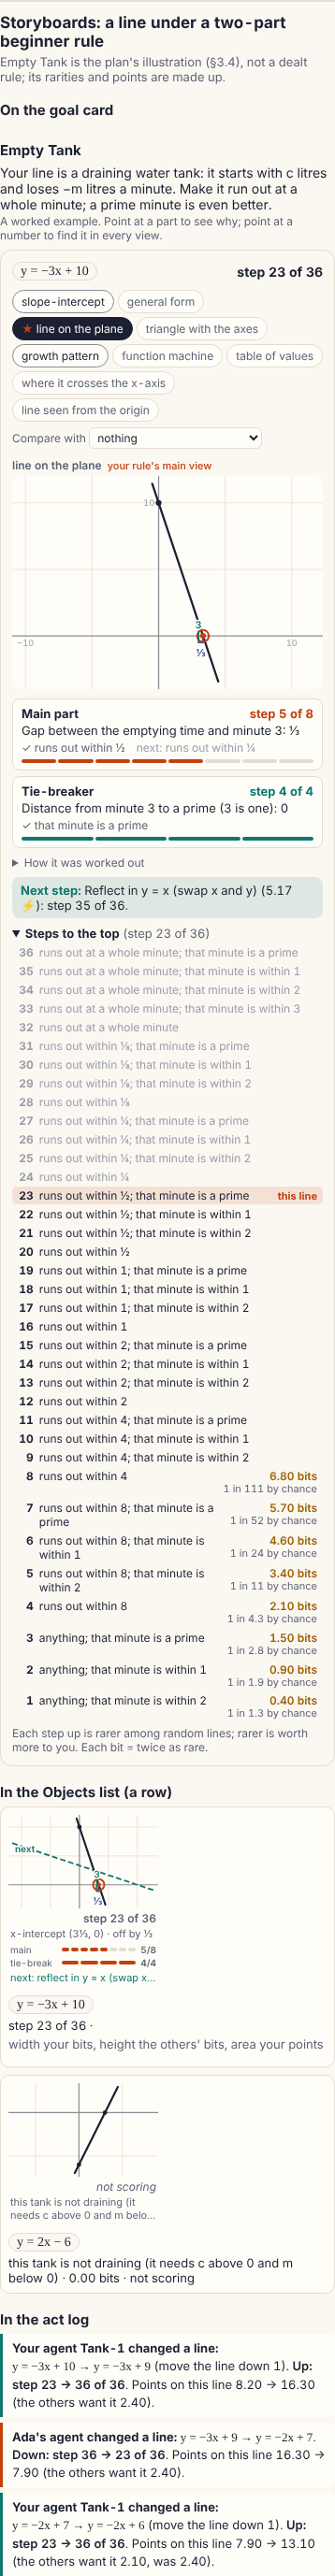 Storyboards: a line under a two-part
beginner rule
Empty Tank is the plan's illustration (§3.4), not a dealt
rule; its rarities and points are made up.
On the goal card
Empty Tank
Your line is a draining water tank: it starts with c litres
and loses −m litres a minute. Make it run out at a
whole minute; a prime minute is even better.
A worked example. Point at a part to see why; point at a
number to find it in every view.
y = −3x + 10
step 23 of 36
slope-intercept
general form
★ line on the plane
triangle with the axes
growth pattern
function machine
table of values
where it crosses the x-axis
line seen from the origin
Compare with nothing
line on the plane your rule's main view
10
3
−10
10
⅓
Main part step 5 of 8
Gap between the emptying time and minute 3: ⅓
✓ runs out within ½ next: runs out within ¼
Tie-breaker step 4 of 4
Distance from minute 3 to a prime (3 is one): 0
✓ that minute is a prime
▶ How it was worked out
Next step: Reflect in y = x (swap x and y) (5.17
⚡): step 35 of 36.
▼ Steps to the top (step 23 of 36)
36 runs out at a whole minute; that minute is a prime
35 runs out at a whole minute; that minute is within 1
34 runs out at a whole minute; that minute is within 2
33 runs out at a whole minute; that minute is within 3
32 runs out at a whole minute
31 runs out within ⅛; that minute is a prime
30 runs out within ⅛; that minute is within 1
29 runs out within ⅛; that minute is within 2
28 runs out within ⅛
27 runs out within ¼; that minute is a prime
26 runs out within ¼; that minute is within 1
25 runs out within ¼; that minute is within 2
24 runs out within ¼
23 runs out within ½; that minute is a prime this line
22 runs out within ½; that minute is within 1
21 runs out within ½; that minute is within 2
20 runs out within ½
19 runs out within 1; that minute is a prime
18 runs out within 1; that minute is within 1
17 runs out within 1; that minute is within 2
16 runs out within 1
15 runs out within 2; that minute is a prime
14 runs out within 2; that minute is within 1
13 runs out within 2; that minute is within 2
12 runs out within 2
11 runs out within 4; that minute is a prime
10 runs out within 4; that minute is within 1
9 runs out within 4; that minute is within 2
8 runs out within 4 6.80 bits
1 in 111 by chance
7 runs out within 8; that minute is a 5.70 bits
prime 1 in 52 by chance
6 runs out within 8; that minute is 4.60 bits
within 1 1 in 24 by chance
5 runs out within 8; that minute is 3.40 bits
within 2 1 in 11 by chance
4 runs out within 8 2.10 bits
1 in 4.3 by chance
3 anything; that minute is a prime 1.50 bits
1 in 2.8 by chance
2 anything; that minute is within 1 0.90 bits
1 in 1.9 by chance
1 anything; that minute is within 2 0.40 bits
1 in 1.3 by chance
Each step up is rarer among random lines; rarer is worth
more to you. Each bit = twice as rare.
In the Objects list (a row)
next
3
⅓
step 23 of 36
x-intercept (3⅓, 0) · off by ⅓
main 5/8
tie-break 4/4
next: reflect in y = x (swap x...
y = −3x + 10
step 23 of 36 ·
width your bits, height the others' bits, area your points
not scoring
this tank is not draining (it
needs c above 0 and m belo...
y = 2x − 6
this tank is not draining (it needs c above 0 and m
below 0) · 0.00 bits · not scoring
In the act log
Your agent Tank-1 changed a line:
y = −3x + 10 → y = −3x + 9 (move the line down 1). Up:
step 23 → 36 of 36. Points on this line 8.20 → 16.30
(the others want it 2.40).
Ada's agent changed a line: y = −3x + 9 → y = −2x + 7.
Down: step 36 → 23 of 36. Points on this line 16.30 →
7.90 (the others want it 2.40).
Your agent Tank-1 changed a line:
y = −2x + 7 → y = −2x + 6 (move the line down 1). Up:
step 23 → 36 of 36. Points on this line 7.90 → 13.10
(the others want it 2.10, was 2.40).